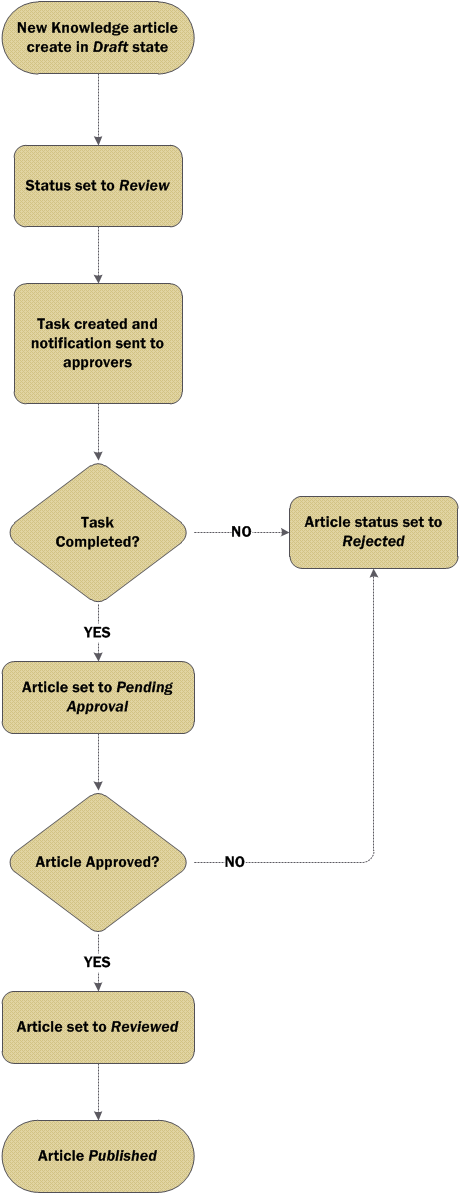 New Knowledge article
create in Draft state
Status set to Review
Task created and
notification sent to
approvers
Task
Completed?
NO
Article status set to
Rejected
YES
Article set to Pending
Approval
Article Approved?
NO
YES
Article set to Reviewed
Article Published